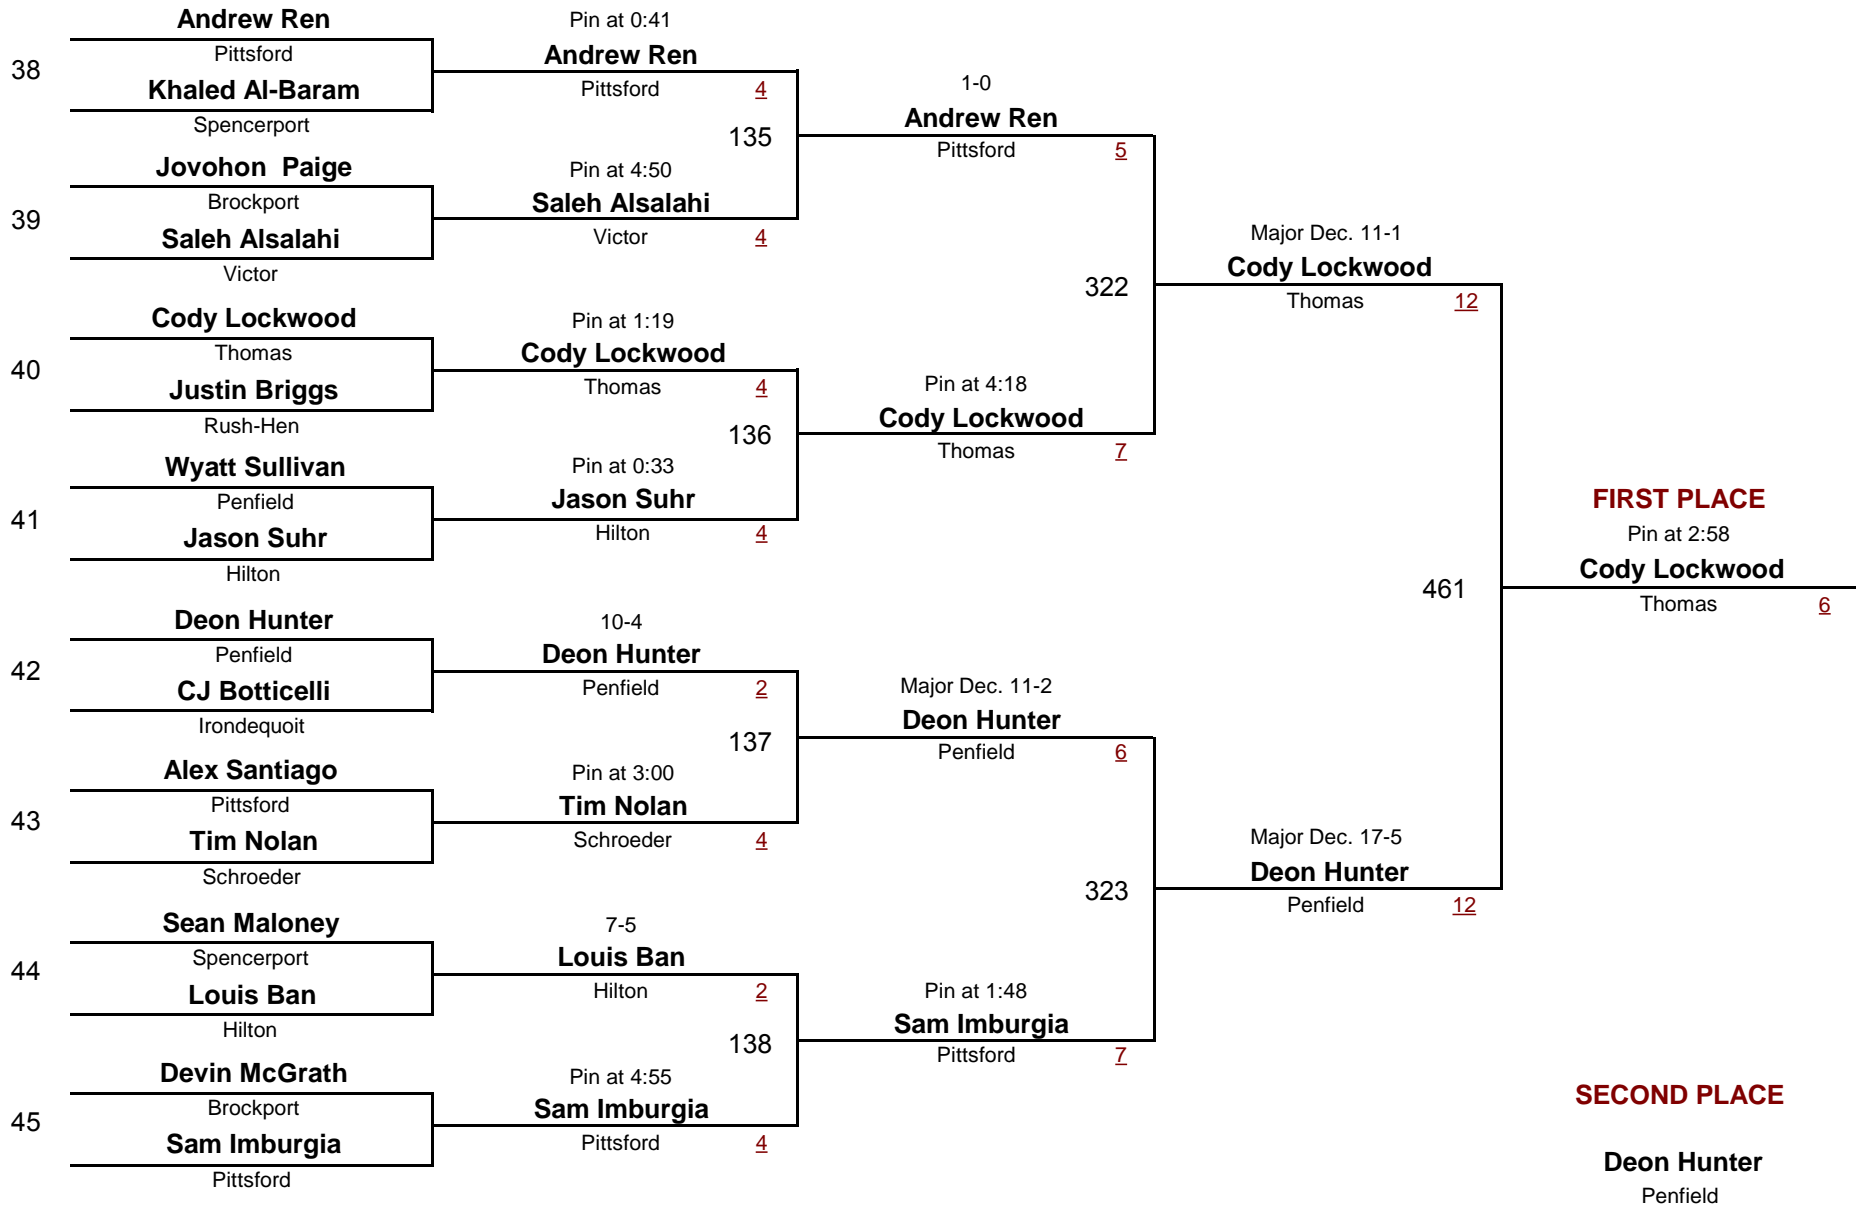 Andrew Ren
Pittsford
38
Khaled Al-Baram
Spencerport
Jovohon  Paige
Brockport
39
Saleh Alsalahi
Victor
Cody Lockwood
Thomas
40
Justin Briggs
Rush-Hen
Wyatt Sullivan
Penfield
41
Jason Suhr
Hilton
Deon Hunter
Penfield
42
CJ Botticelli
Irondequoit
Alex Santiago
Pittsford
43
Tim Nolan
Schroeder
Sean Maloney
Spencerport
44
Louis Ban
Hilton
Devin McGrath
Brockport
45
Sam Imburgia
Pittsford
Pin at 0:41
Andrew Ren
Pittsford 4
135
Pin at 4:50
Saleh Alsalahi
Victor 4
Pin at 1:19
Cody Lockwood
Thomas 4
136
Pin at 0:33
Jason Suhr
Hilton 4
10-4
Deon Hunter
Penfield 2
137
Pin at 3:00
Tim Nolan
Schroeder 4
7-5
Louis Ban
Hilton 2
138
Pin at 4:55
Sam Imburgia
Pittsford 4
1-0
Andrew Ren
Pittsford 5
322
Pin at 4:18
Cody Lockwood
Thomas 7
Major Dec. 11-2
Deon Hunter
Penfield 6
323
Pin at 1:48
Sam Imburgia
Pittsford 7
Major Dec. 11-1
Cody Lockwood
Thomas 12
461
Major Dec. 17-5
Deon Hunter
Penfield 12
FIRST PLACE
Pin at 2:58
Cody Lockwood
Thomas 6
SECOND PLACE
Deon Hunter
Penfield